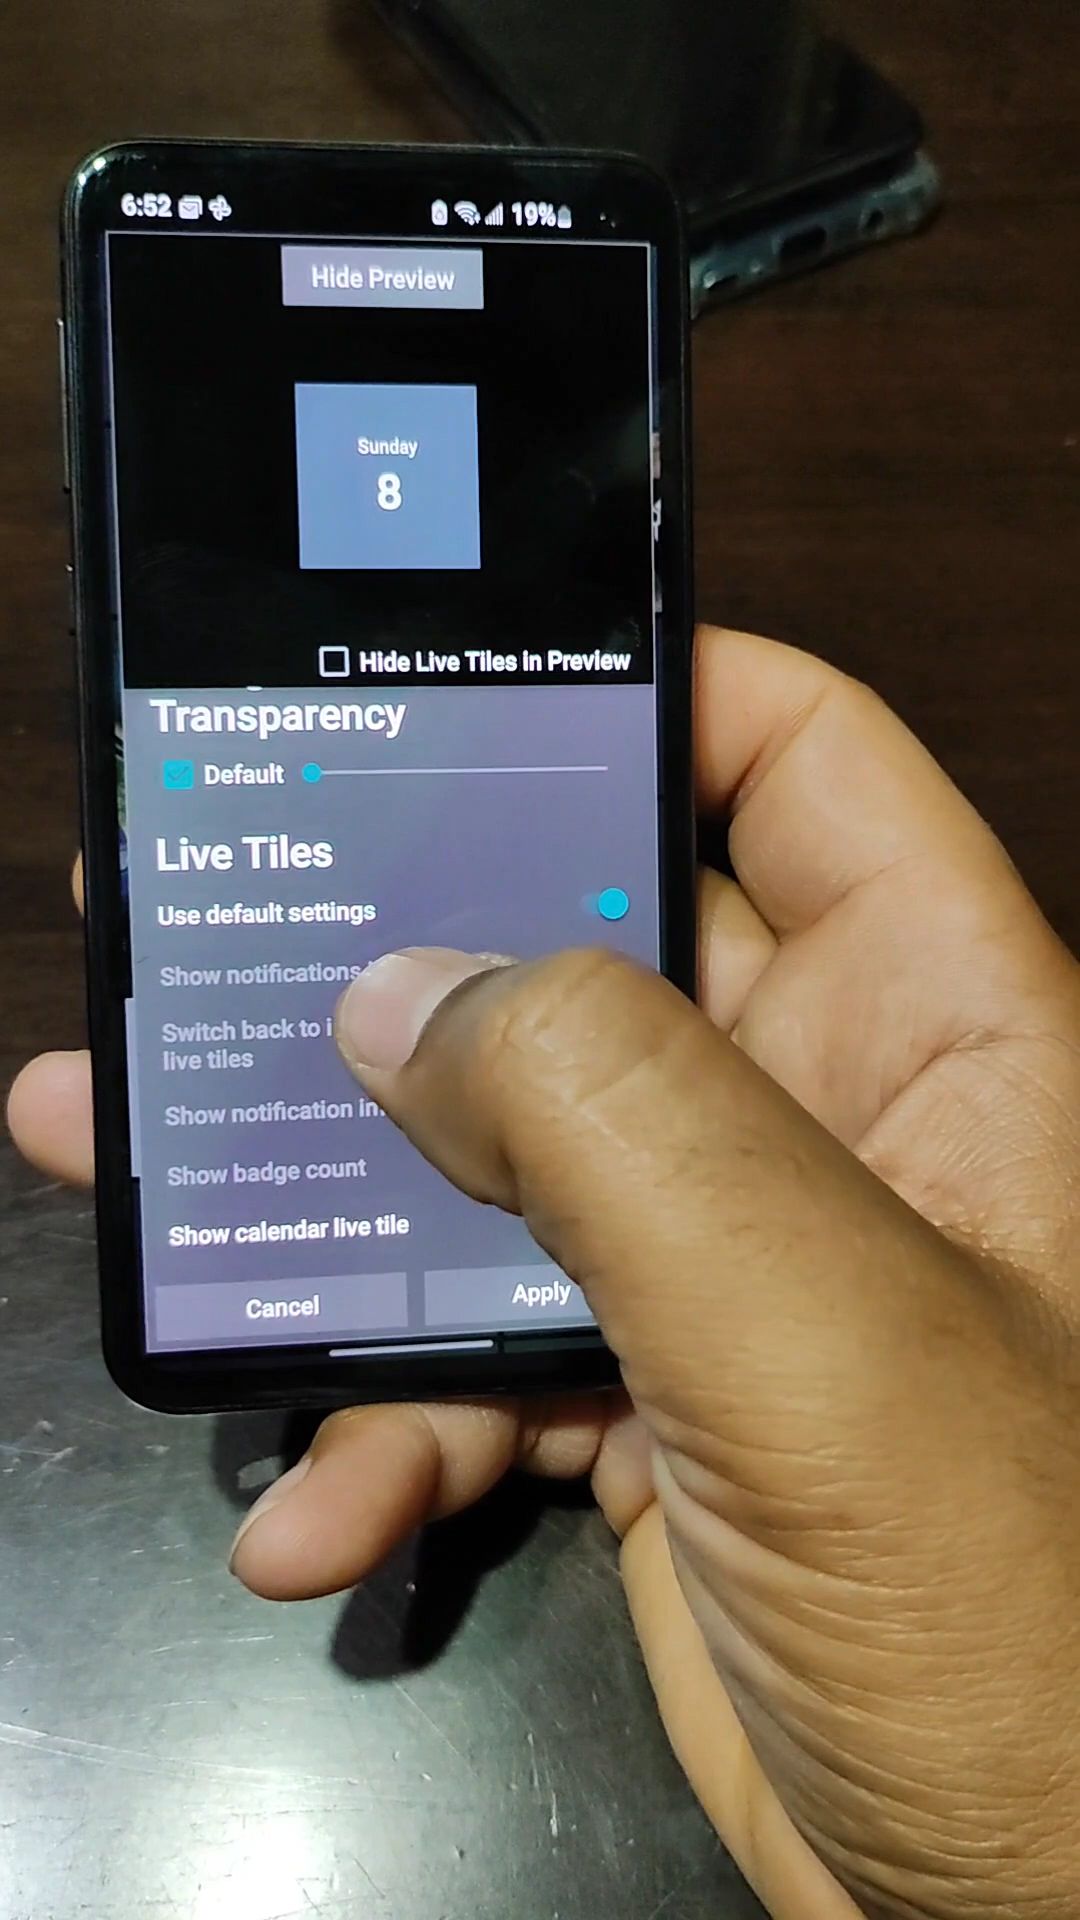 6:52
19%
Hide Preview
Sunday
8
Hide Live Tiles in Preview
Transparency
Default
Live Tiles
Use default settings
Show notifications
Switch back to
live tiles
Show notification
Show badge count
Show calendar live tile
Cancel
Apply